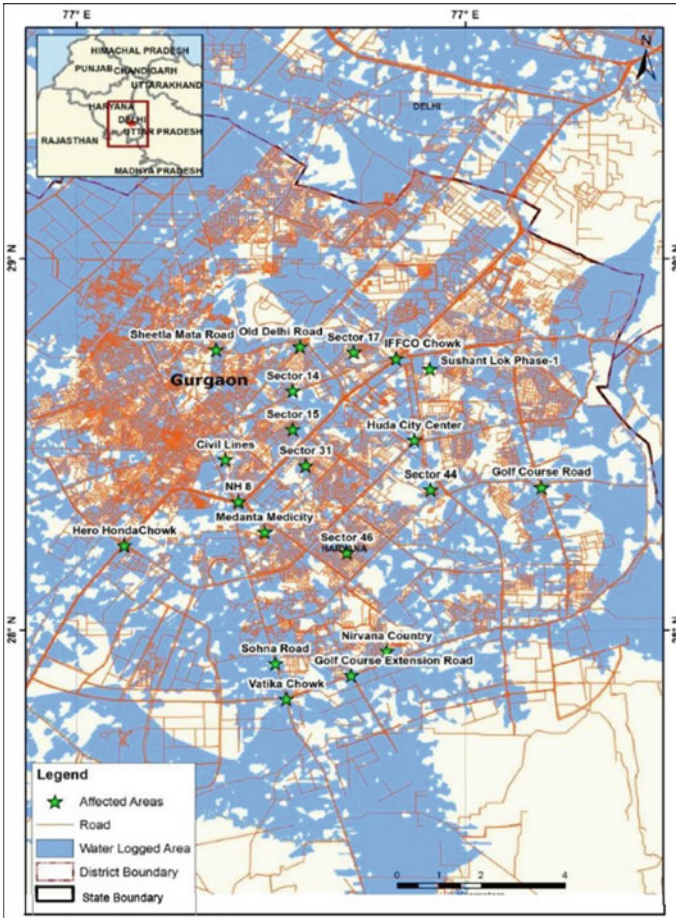 77° E
77° E
HIMACHAL PRADESH
PUNJAB
CHANDIGARH
UTTARAKHAND
HARYANA
DELHI
UTTAR PRADESH
RAJASTHAN
MADHYA PRADESH
N
DELHI
29° N
Sheetla Mata Road
Old Delhi Road
Sector 17
IFFCO Chowk
Sushant Lok Phase-1
Gurgaon
Sector 14
Sector 15
Huda City Center
Civil Lines
Sector 31
Sector 44
Golf Course Road
NH 8
Medanta Medicity
Hero HondaChowk
Sector 46
HARYANA
28° N
Nirvana Country
Sohna Road
Golf Course Extension Road
Vatika Chowk
Legend
Affected Areas
Road
Water Logged Area
District Boundary
State Boundary
0
1
2
4